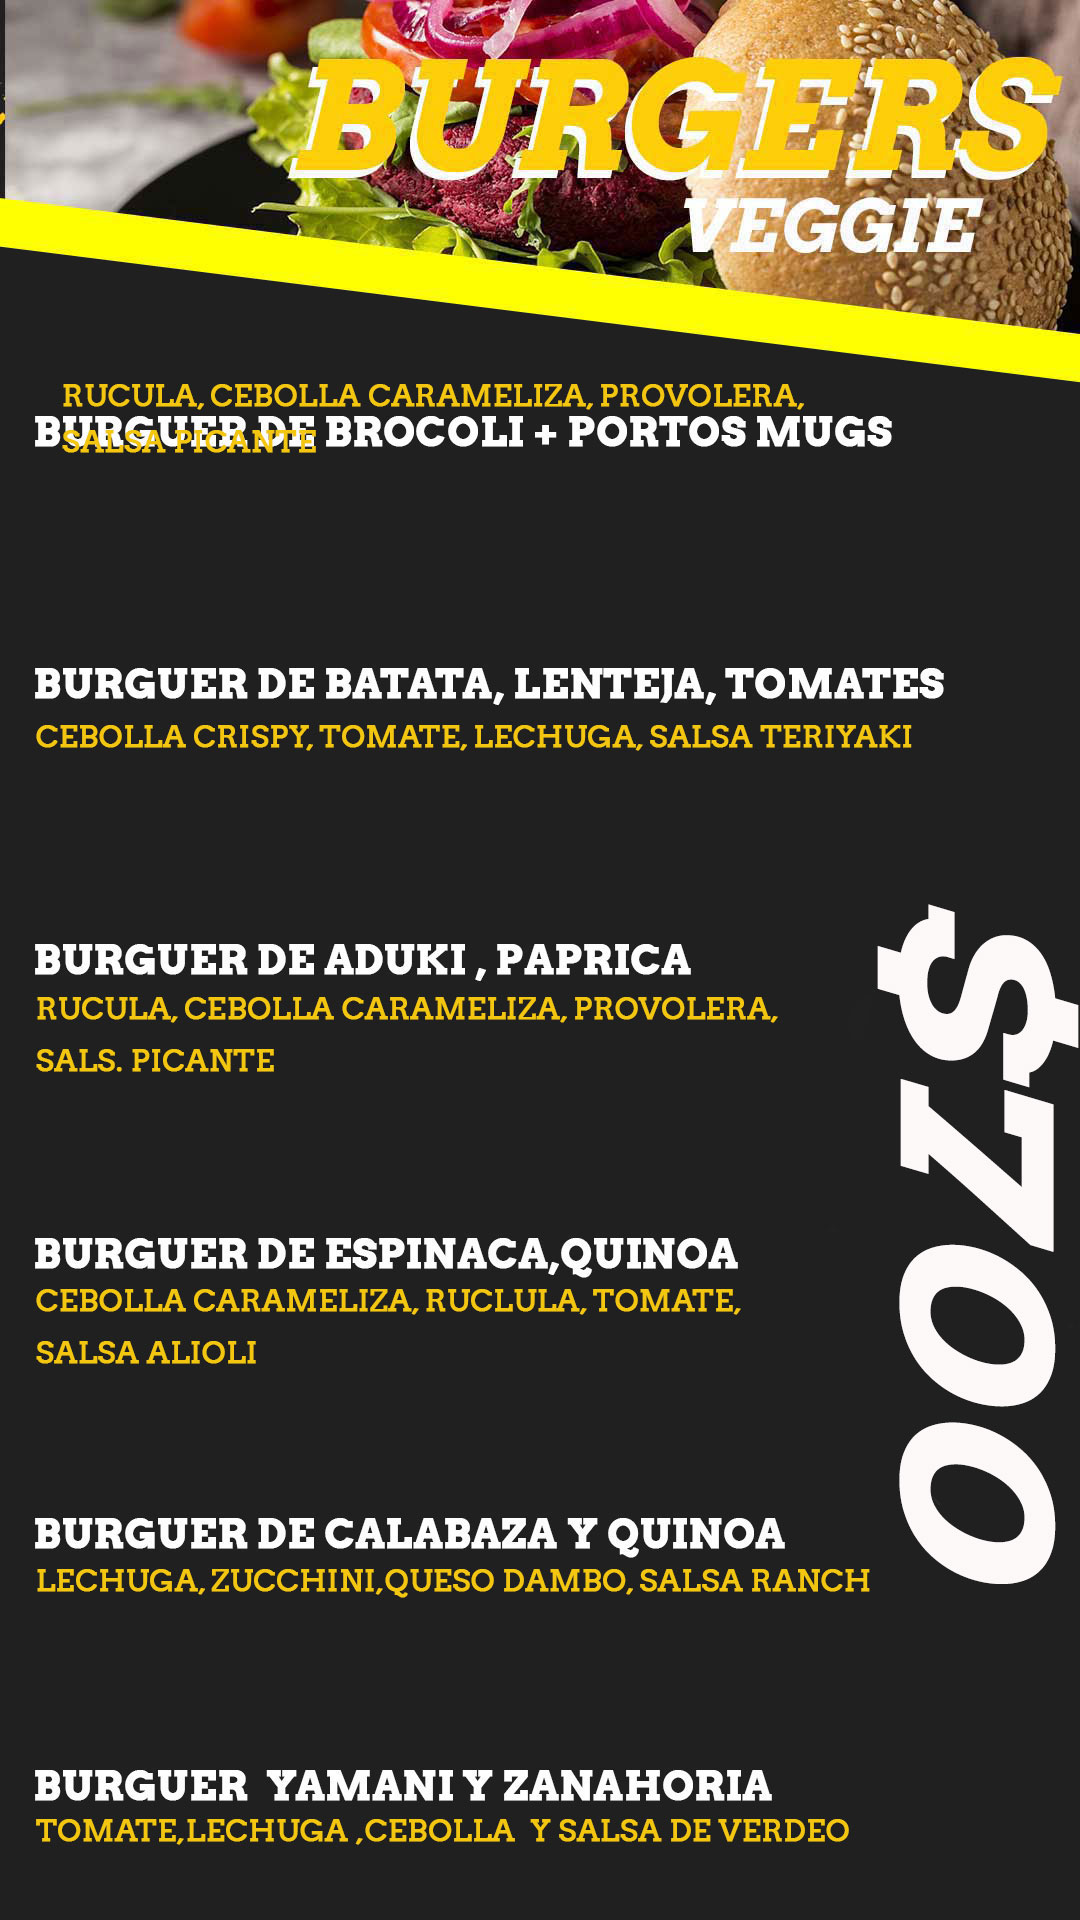 BURGERS
VEGGIE
RUCULA, CEBOLLA CARAMELIZA, PROVOLERA,
BURGUER DE BROCOLI + PORTOS MUGS
SALSA PICANTE
BURGUER DE BATATA, LENTEJA, TOMATES
CEBOLLA CRISPY, TOMATE, LECHUGA, SALSA TERIYAKI
BURGUER DE ADUKI , PAPRICA
RUCULA, CEBOLLA CARAMELIZA, PROVOLERA,
SALS. PICANTE
$700
BURGUER DE ESPINACA,QUINOA
CEBOLLA CARAMELIZA, RUCLULA, TOMATE,
SALSA ALIOLI
BURGUER DE CALABAZA Y QUINOA
LECHUGA, ZUCCHINI,QUESO DAMBO, SALSA RANCH
BURGUER YAMANI Y ZANAHORIA
TOMATE,LECHUGA ,CEBOLLA Y SALSA DE VERDEO